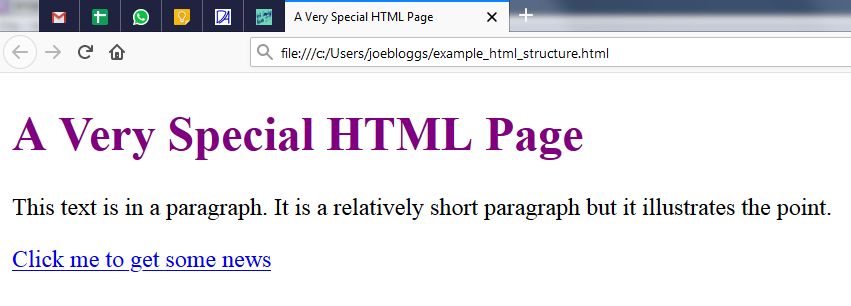 A Very Special HTML Page
file:///c:/Users/joebloggs/example_html_structure.html
A Very Special HTML Page
This text is in a paragraph. It is a relatively short paragraph but it illustrates the point.
Click me to get some news